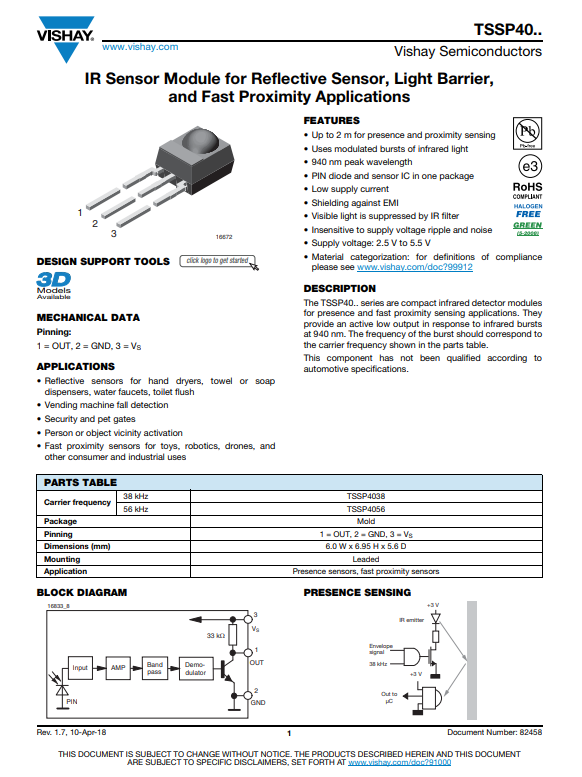 VISHAY
www.vishay.com
TSSP40..
Vishay Semiconductors
IR Sensor Module for Reflective Sensor, Light Barrier,
and Fast Proximity Applications
1
2
3
16672
FEATURES
• Up to 2 m for presence and proximity sensing
• Uses modulated bursts of infrared light
• 940 nm peak wavelength
• PIN diode and sensor IC in one package
• Low supply current
• Shielding against EMI
• Visible light is suppressed by IR filter
• Insensitive to supply ripple and noise
• Supply voltage: 2.5 V to 5.5 V
• Material categorization: for definitions of compliance
please see www.vishay.com/doc?99912
Pb
Pb-free
e3
RoHS
COMPLIANT
HALOGEN
FREE
GREEN
(5-2008)
DESIGN SUPPORT TOOLS
click logo to get started
3D
Models
Available
MECHANICAL DATA
Pinning:
1 = OUT, 2 = GND, 3 = VS
APPLICATIONS
• Reflective sensors for hand dryers, towel or soap
dispensers, water faucets, toilet flush
• Vending machine fall detection
• Security and pet gates
• Person or object vicinity activation
• Fast proximity sensors for toys, robotics, drones, and
other consumer and industrial uses
DESCRIPTION
The TSSP40.. series are compact infrared detector modules
for presence and fast proximity sensing applications. They
provide an active low output in response to infrared bursts
at 940 nm. The frequency of the burst should correspond to
the carrier frequency shown in the parts table.
This component has not been qualified according to
automotive specifications.
PARTS TABLE
Carrier frequency
38 kHz TSSP4038
56 kHz TSSP4056
Package Mold
Pinning 1 = OUT, 2 = GND, 3 = VS
Dimensions (mm) 6.0 W x 6.95 H x 5.6 D
Mounting Leaded
Application Presence sensors, fast proximity sensors
BLOCK DIAGRAM
16833_8
3
VS
33 kΩ
1
OUT
Input
AMP
Band
pass
Demo-
dulator
2
GND
PIN
PRESENCE SENSING
+3 V
IR emitter
Envelope
signal
38 kHz
+3 V
Out to
µC
Rev. 1.7, 10-Apr-18 1 Document Number: 82458
THIS DOCUMENT IS SUBJECT TO CHANGE WITHOUT NOTICE. THE PRODUCTS DESCRIBED HEREIN AND THIS DOCUMENT
ARE SUBJECT TO SPECIFIC DISCLAIMERS, SET FORTH AT www.vishay.com/doc?91000